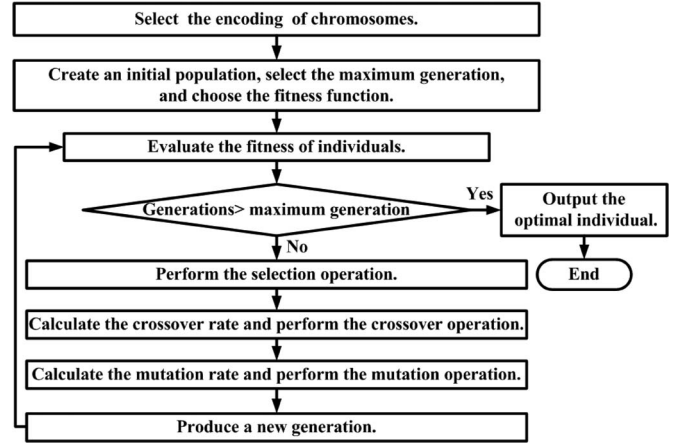 Select the encoding of chromosomes.
Create an initial population, select the maximum generation,
and choose the fitness function.
Evaluate the fitness of individuals.
Generations> maximum generation
Yes
Output the
optimal individual.
End
No
Perform the selection operation.
Calculate the crossover rate and perform the crossover operation.
Calculate the mutation rate and perform the mutation operation.
Produce a new generation.